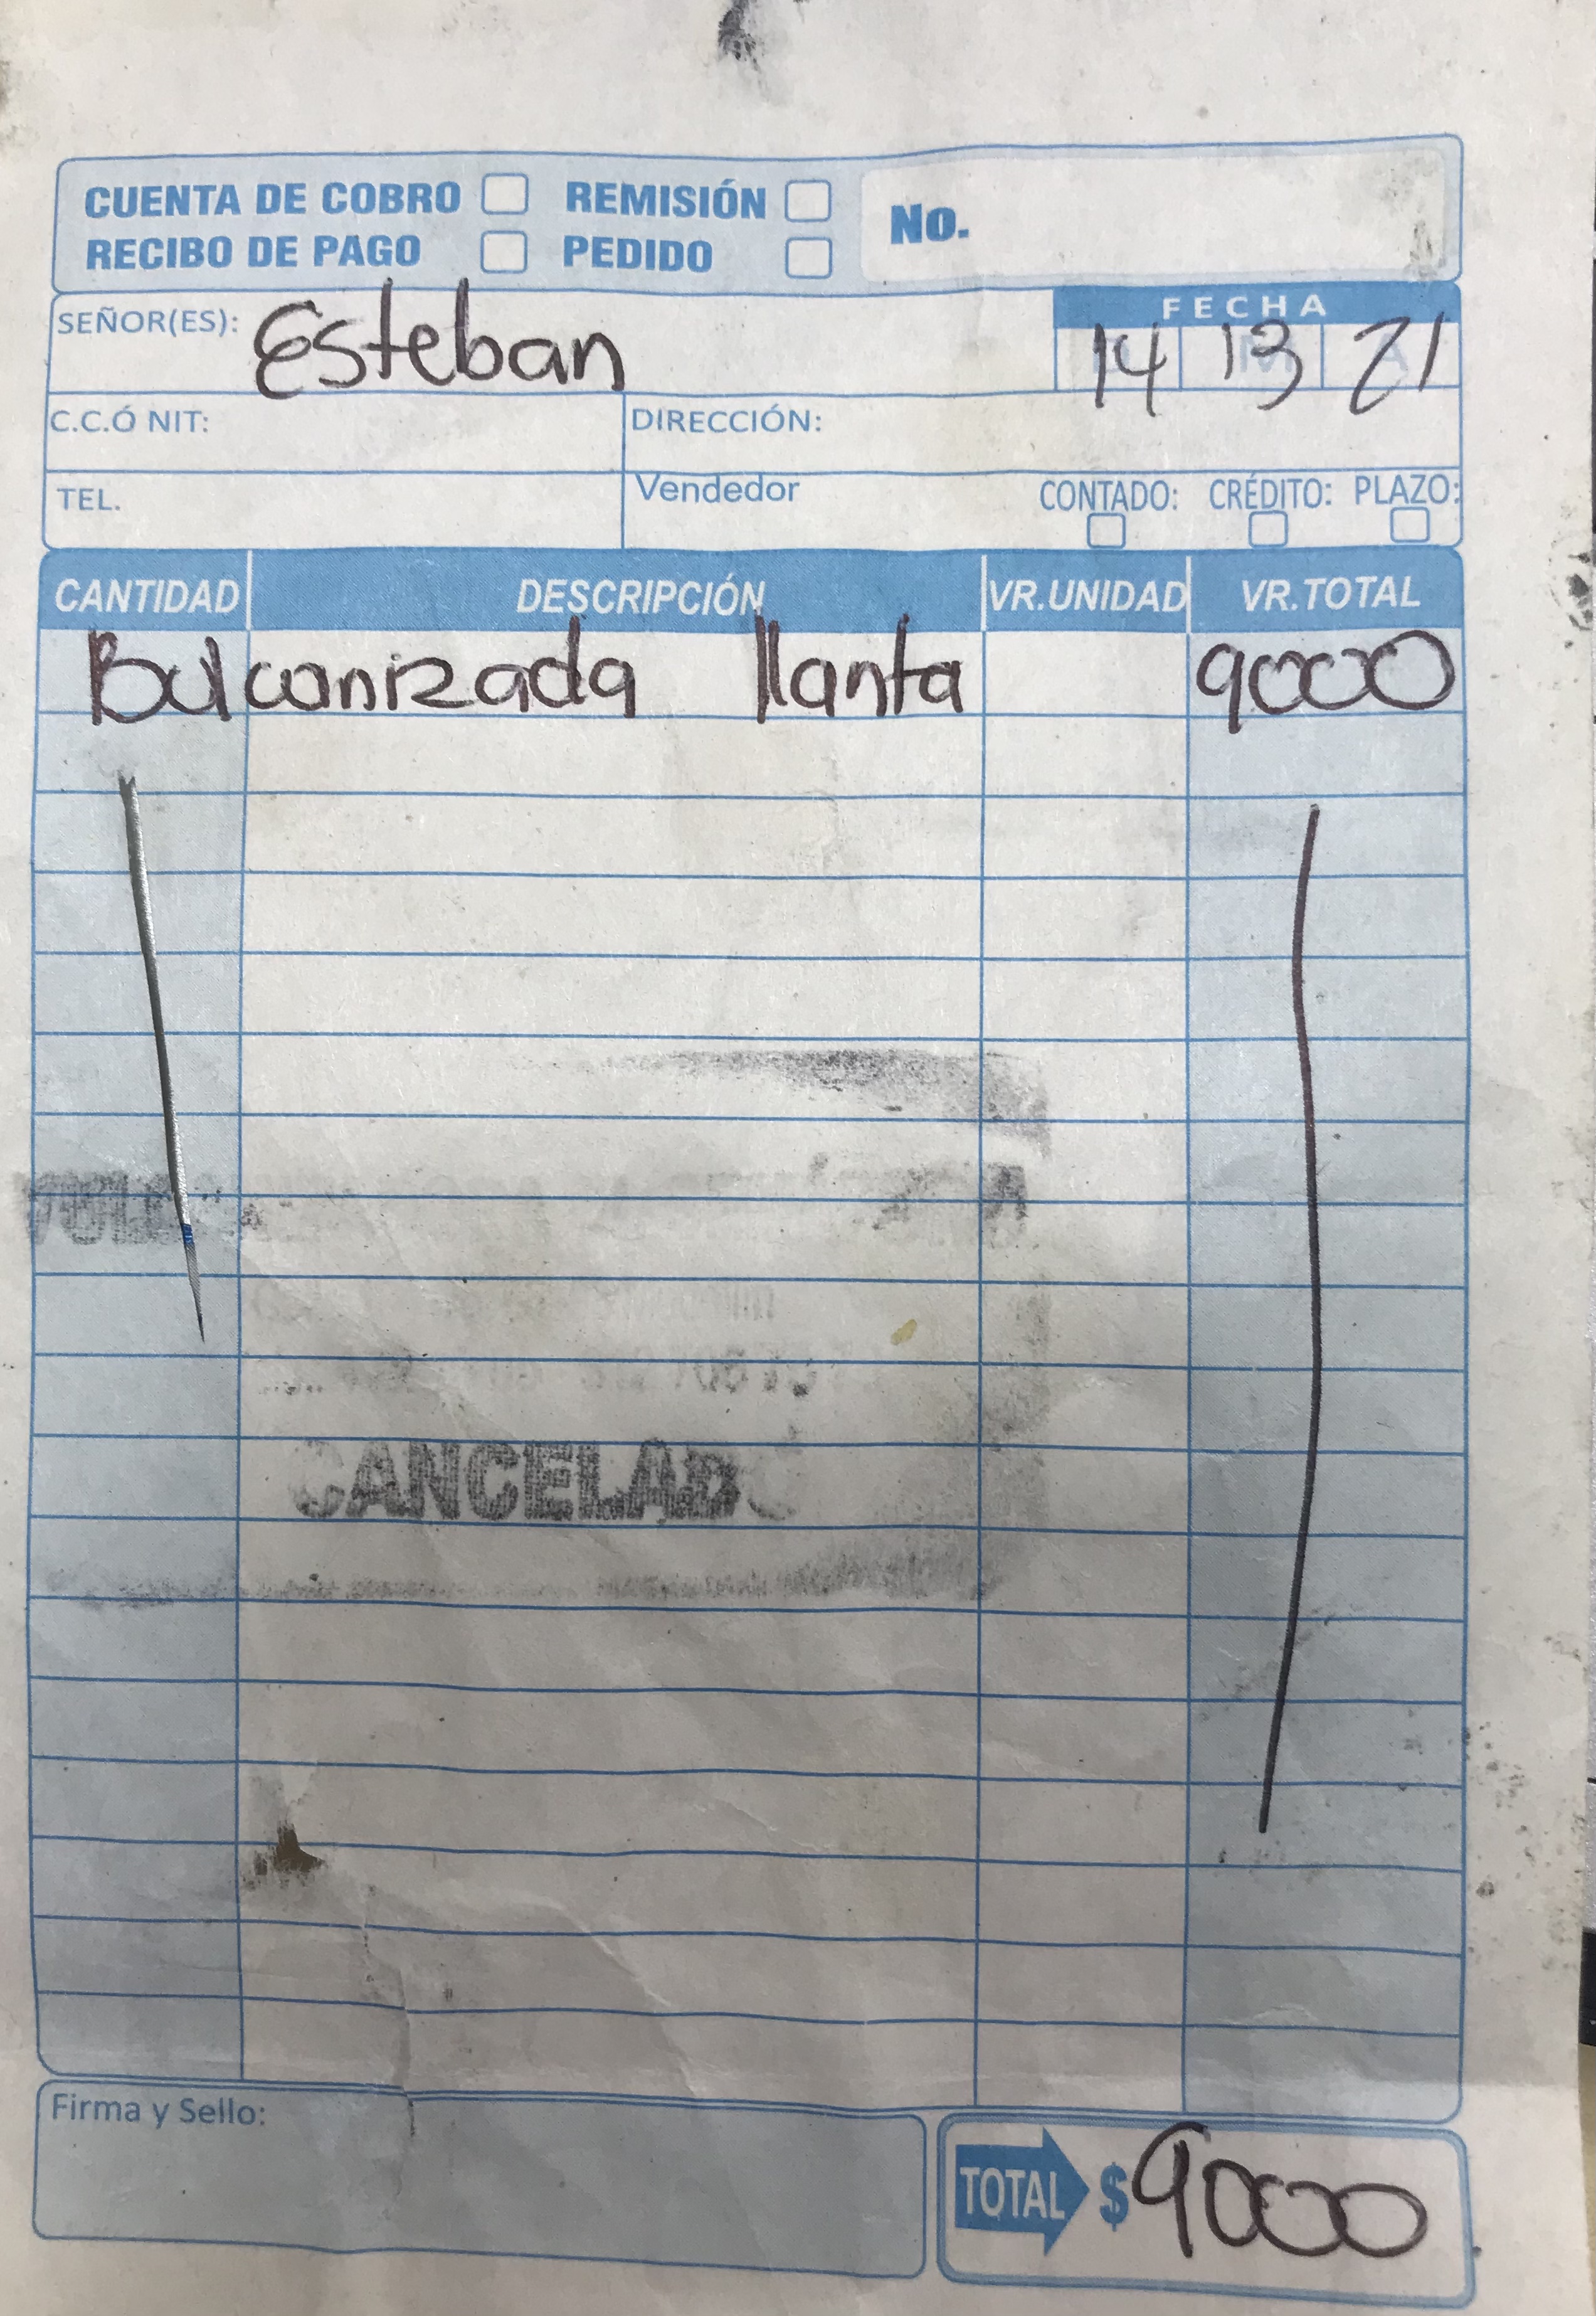 CUENTA DE COBRO REMISIÓN No.
RECIBO DE PAGO PEDIDO
SEÑOR(ES): Esteban
FECHA
14 13 21
C.C.Ó NIT: DIRECCIÓN:
TEL. Vendedor CONTADO: CRÉDITO: PLAZO:
CANTIDAD DESCRIPCIÓN VR.UNIDAD VR.TOTAL
Bulcanizada llanta 9000
CANCELADO
Firma y Sello:
TOTAL $ 9000